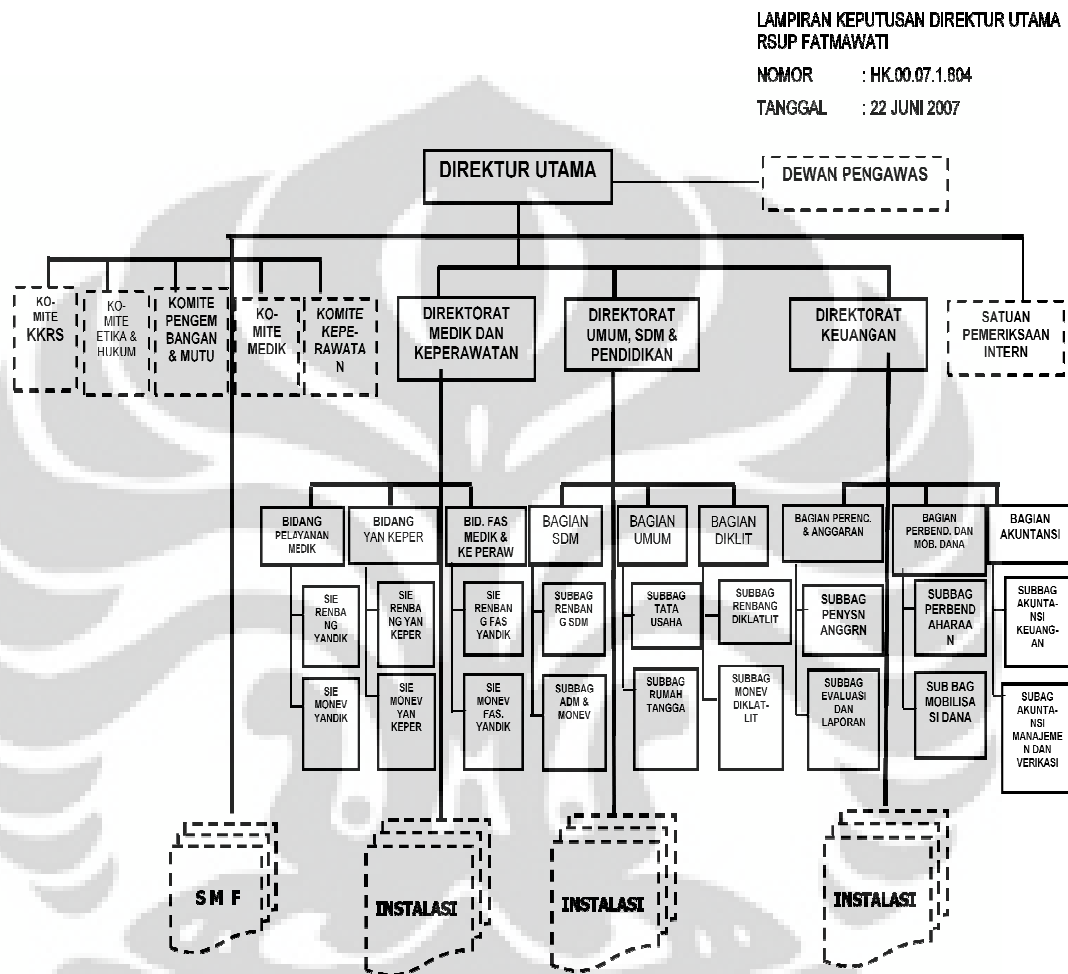 LAMPIRAN KEPUTUSAN DIREKTUR UTAMA
RSUP FATMAWATI
NOMOR : HK.00.07.1.804
TANGGAL : 22 JUNI 2007
DIREKTUR UTAMA
DEWAN PENGAWAS
KO-
MITE
KKRS
KO-
MITE
ETIKA &
HUKUM
KOMITE
PENGEM
BANGAN
& MUTU
KO-
MITE
MEDIK
KOMITE
KEPE-
RAWATA
N
DIREKTORAT
MEDIK DAN
KEPERAWATAN
DIREKTORAT
UMUM, SDM &
PENDIDIKAN
DIREKTORAT
KEUANGAN
SATUAN
PEMERIKSAAN
INTERN
BIDANG
PELAYANAN
MEDIK
BIDANG
YAN KEPER
BID. FAS
MEDIK &
KE PERAW
BAGIAN
SDM
BAGIAN
UMUM
BAGIAN
DIKLIT
BAGIAN PERENC.
& ANGGARAN
BAGIAN
PERBEND. DAN
MOB. DANA
BAGIAN
AKUNTANSI
SIE
RENBA
NG
YANDIK
SIE
RENBA
NG YAN
KEPER
SIE
RENBAN
G FAS
YANDIK
SUBBAG
RENBAN
G SDM
SUBBAG
TATA
USAHA
SUBBAG
RENBANG
DIKLATLIT
SUBBAG
PENYSN
ANGGRN
SUBBAG
PERBEND
AHARAA
N
SUBBAG
AKUNTA-
NSI
KEUANG-
AN
SIE
MONEV
YANDIK
SIE
MONEV
YAN
KEPER
SIE
MONEV
FAS.
YANDIK
SUBBAG
ADM &
MONEV
SUBBAG
RUMAH
TANGGA
SUBBAG
MONEV
DIKLAT-
LIT
SUBBAG
EVALUASI
DAN
LAPORAN
SUB BAG
MOBILISA
SI DANA
SUBAG
AKUNTA-
NSI
MANAJEME
N DAN
VERIKASI
S M F
INSTALASI
INSTALASI
INSTALASI